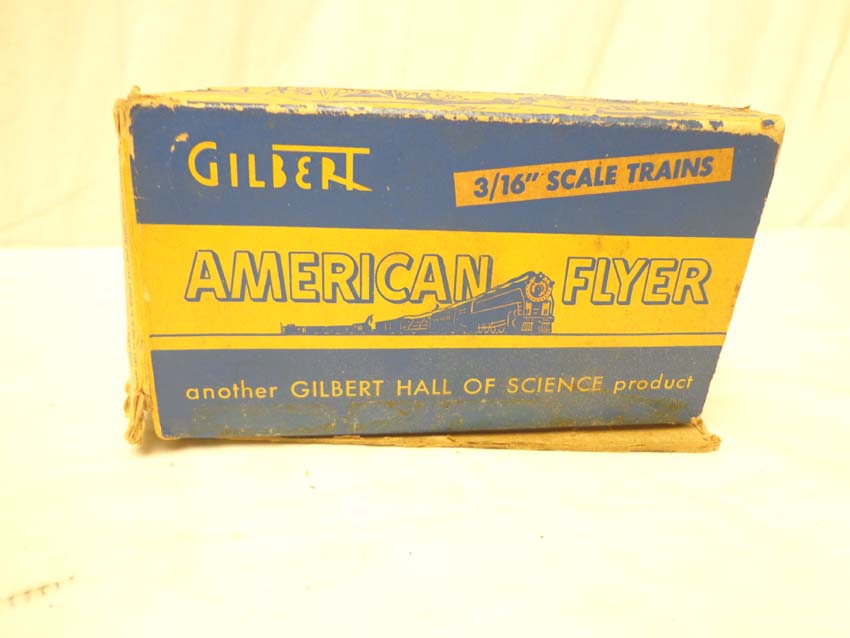 GILBERT
3/16" SCALE TRAINS
AMERICAN FLYER
another GILBERT HALL OF SCIENCE product